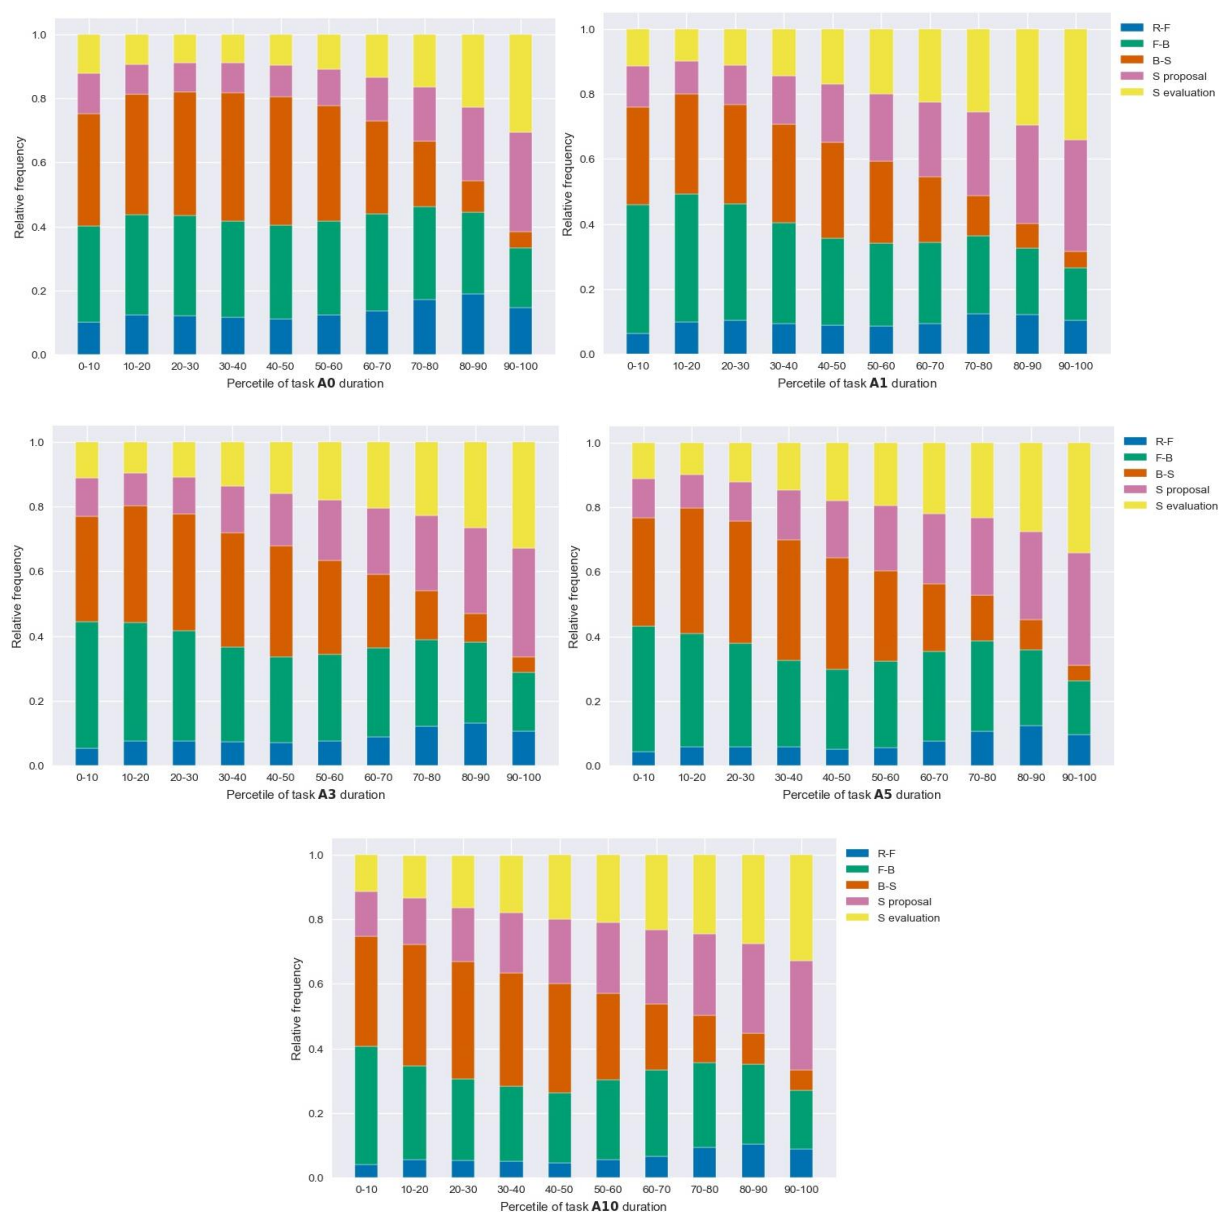 1.0
0.8
0.6
0.4
0.2
0.0
Relative frequency
0-10 10-20 20-30 30-40 40-50 50-60 60-70 70-80 80-90 90-100
Percetile of task A0 duration
1.0
0.8
0.6
0.4
0.2
0.0
Relative frequency
0-10 10-20 20-30 30-40 40-50 50-60 60-70 70-80 80-90 90-100
Percetile of task A1 duration
R-F
F-B
B-S
S proposal
S evaluation
1.0
0.8
0.6
0.4
0.2
0.0
Relative frequency
0-10 10-20 20-30 30-40 40-50 50-60 60-70 70-80 80-90 90-100
Percetile of task A3 duration
1.0
0.8
0.6
0.4
0.2
0.0
Relative frequency
0-10 10-20 20-30 30-40 40-50 50-60 60-70 70-80 80-90 90-100
Percetile of task A5 duration
R-F
F-B
B-S
S proposal
S evaluation
1.0
0.8
0.6
0.4
0.2
0.0
Relative frequency
0-10 10-20 20-30 30-40 40-50 50-60 60-70 70-80 80-90 90-100
Percetile of task A10 duration
R-F
F-B
B-S
S proposal
S evaluation